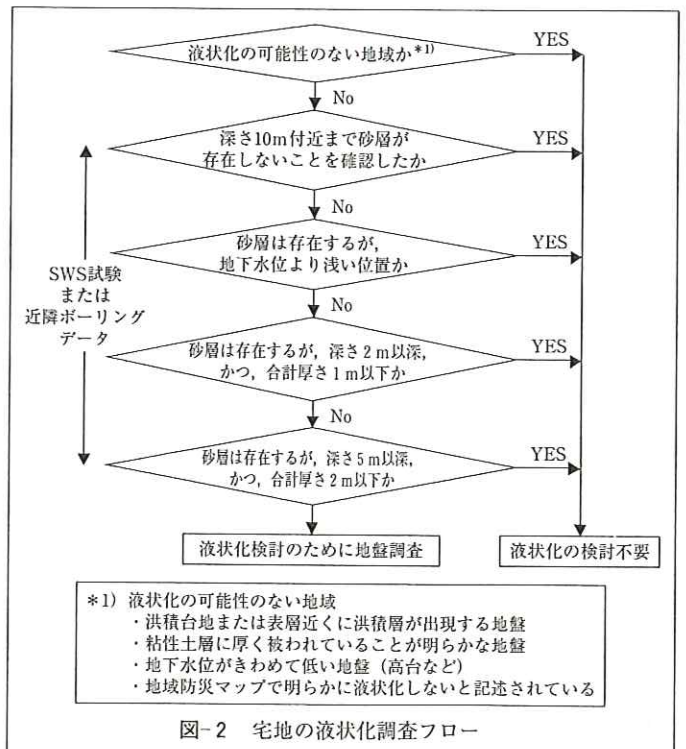 液状化の可能性のない地域か*1)
YES
No
深さ10m付近まで砂層が
存在しないことを確認したか
YES
No
砂層は存在するが,
地下水位より浅い位置か
YES
No
SWS試験
または
近隣ボーリング
データ
砂層は存在するが, 深さ2m以深,
かつ, 合計厚さ1m以下か
YES
No
砂層は存在するが, 深さ5m以深,
かつ, 合計厚さ2m以下か
YES
液状化検討のために地盤調査
液状化の検討不要
*1) 液状化の可能性のない地域
・洪積台地または表層近くに洪積層が出現する地盤
・粘性土層に厚く被われていることが明らかな地盤
・地下水位がきわめて低い地盤 (高台など)
・地域防災マップで明らかに液状化しないと記述されている
図-2 宅地の液状化調査フロー